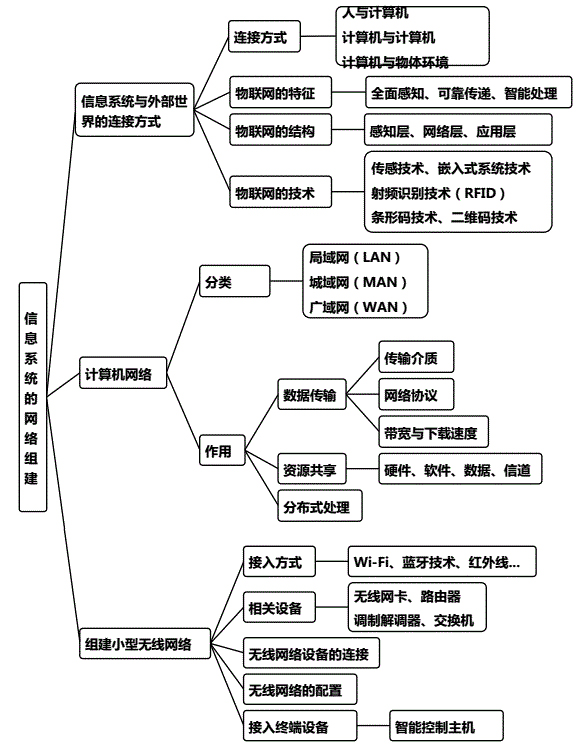 信息系统的网络组建
信息系统与外部世
界的连接方式
连接方式
人与计算机
计算机与计算机
计算机与物体环境
物联网的特征
全面感知、可靠传递、智能处理
物联网的结构
感知层、网络层、应用层
物联网的技术
传感技术、嵌入式系统技术
射频识别技术（RFID）
条形码技术、二维码技术
计算机网络
分类
局域网（LAN）
城域网（MAN）
广域网（WAN）
作用
数据传输
传输介质
网络协议
带宽与下载速度
资源共享
硬件、软件、数据、信道
分布式处理
组建小型无线网络
接入方式
Wi-Fi、蓝牙技术、红外线...
相关设备
无线网卡、路由器
调制解调器、交换机
无线网络设备的连接
无线网络的配置
接入终端设备
智能控制主机